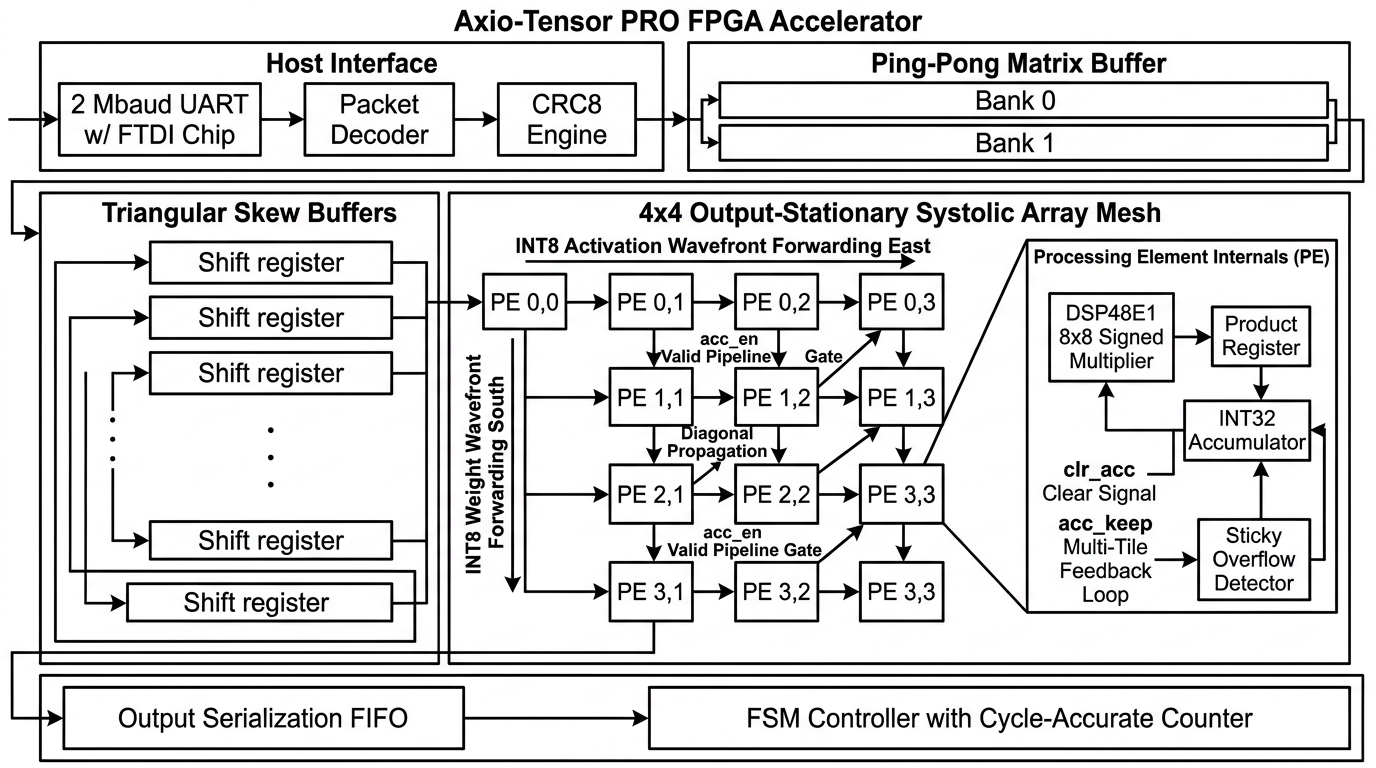 Axio-Tensor PRO FPGA Accelerator
Host Interface
2 Mbaud UART
w/ FTDI Chip
Packet
Decoder
CRC8
Engine
Ping-Pong Matrix Buffer
Bank 0
Bank 1
Triangular Skew Buffers
Shift register
Shift register
Shift register
Shift register
Shift register
4x4 Output-Stationary Systolic Array Mesh
INT8 Activation Wavefront Forwarding East
INT8 Weight Wavefront
Forwarding South
PE 0,0
PE 0,1
PE 0,2
PE 0,3
acc_en
Valid Pipeline
Gate
PE 1,1
PE 1,2
PE 1,3
Diagonal
Propagation
PE 2,1
PE 2,2
PE 3,3
acc_en
Valid Pipeline Gate
PE 3,1
PE 3,2
PE 3,3
Processing Element Internals (PE)
DSP48E1
8x8 Signed
Multiplier
Product
Register
INT32
Accumulator
clr_acc
Clear Signal
acc_keep
Multi-Tile
Feedback
Loop
Sticky
Overflow
Detector
Output Serialization FIFO
FSM Controller with Cycle-Accurate Counter